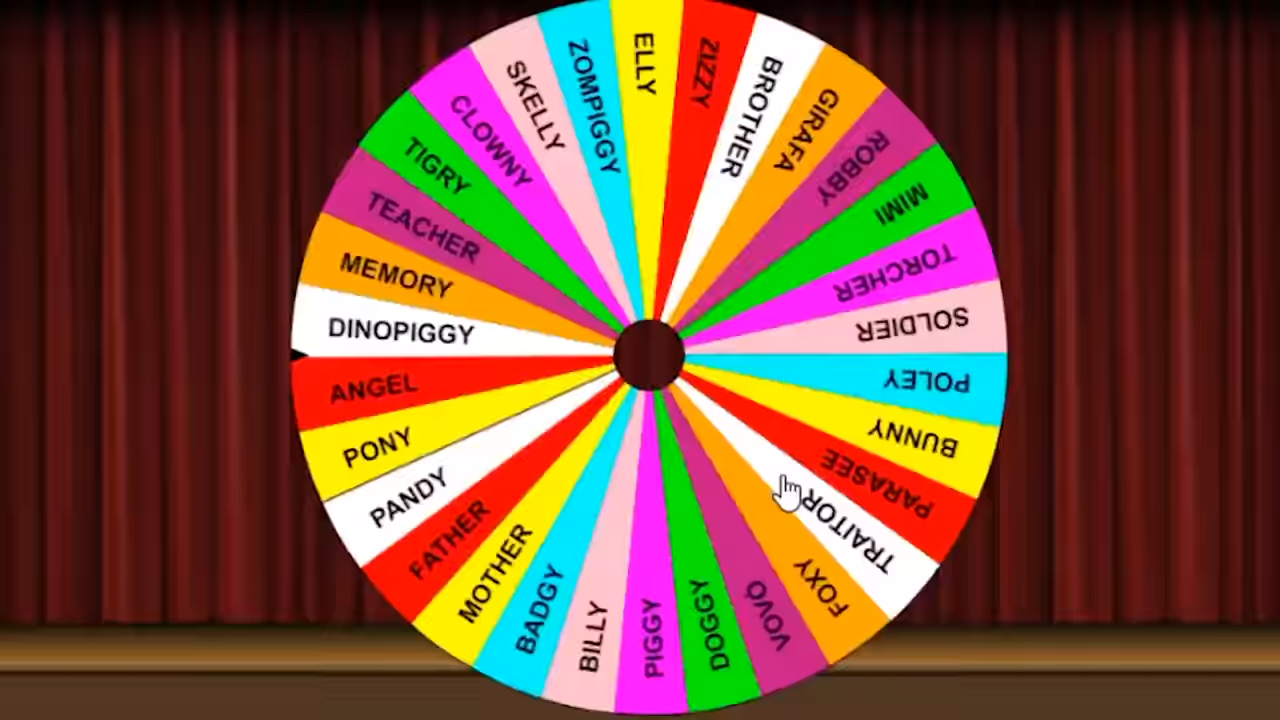 ELLY
ZIZZY
BROTHER
GIRAFA
ROBBY
MIMI
TORCHER
SOLDIER
POLEY
BUNNY
PARASEE
TRAITOR
FOXY
VOVÓ
DOGGY
PIGGY
BILLY
BADGY
MOTHER
FATHER
PANDY
PONY
ANGEL
DINOPIGGY
MEMORY
TEACHER
TIGRY
CLOWNY
SKELLY
ZOMPIGGY